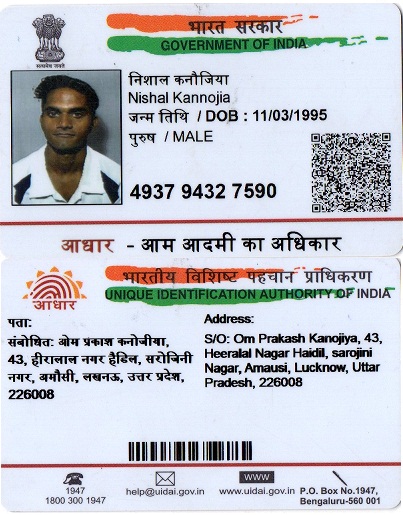 भारत सरकार
GOVERNMENT OF INDIA
सत्यमेव जयते
निशाल कनौजिया
Nishal Kannojia
जन्म तिथि / DOB : 11/03/1995
पुरुष / MALE
4937 9432 7590
आधार - आम आदमी का अधिकार
भारतीय विशिष्ट पहचान प्राधिकरण
UNIQUE IDENTIFICATION AUTHORITY OF INDIA
आधार
पता:
संबोधित: ओम प्रकाश कनोजीया,
43, हीरालाल नगर हैडिल, सरोजिनी
नगर, अमौसी, लखनऊ, उत्तर प्रदेश,
226008
Address:
S/O: Om Prakash Kanojiya, 43,
Heeralal Nagar Haidil, sarojini
Nagar, Amausi, Lucknow, Uttar
Pradesh, 226008
1947
1800 300 1947
help@uidai.gov.in
WWW
www.uidai.gov.in
P.O. Box No.1947,
Bengaluru-560 001